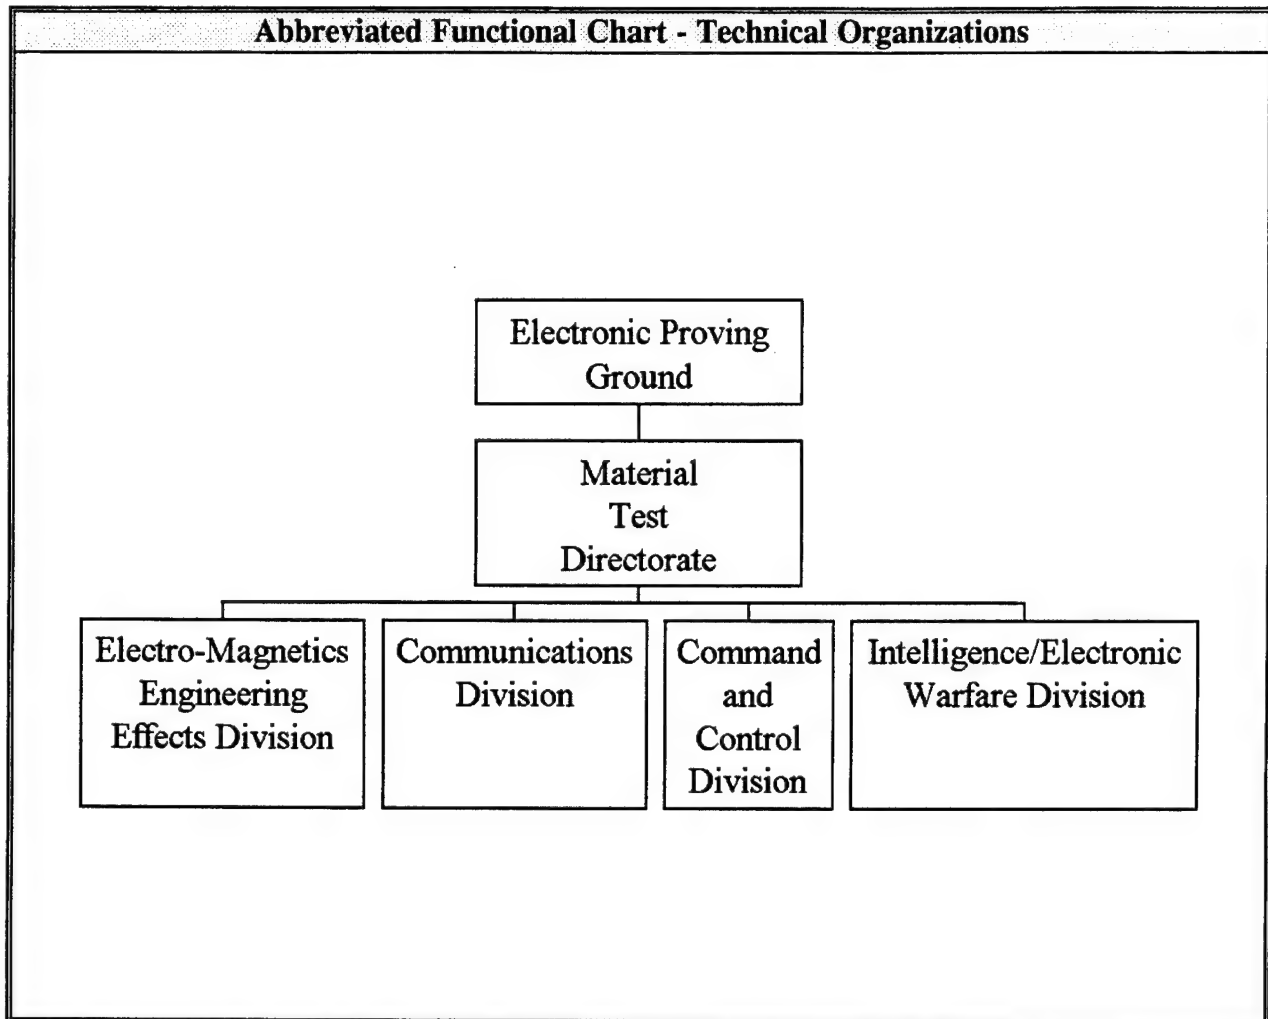 Abbreviated Functional Chart - Technical Organizations
Electronic Proving
Ground
Material
Test
Directorate
Electro-Magnetics
Engineering
Effects Division
Communications
Division
Command
and
Control
Division
Intelligence/Electronic
Warfare Division